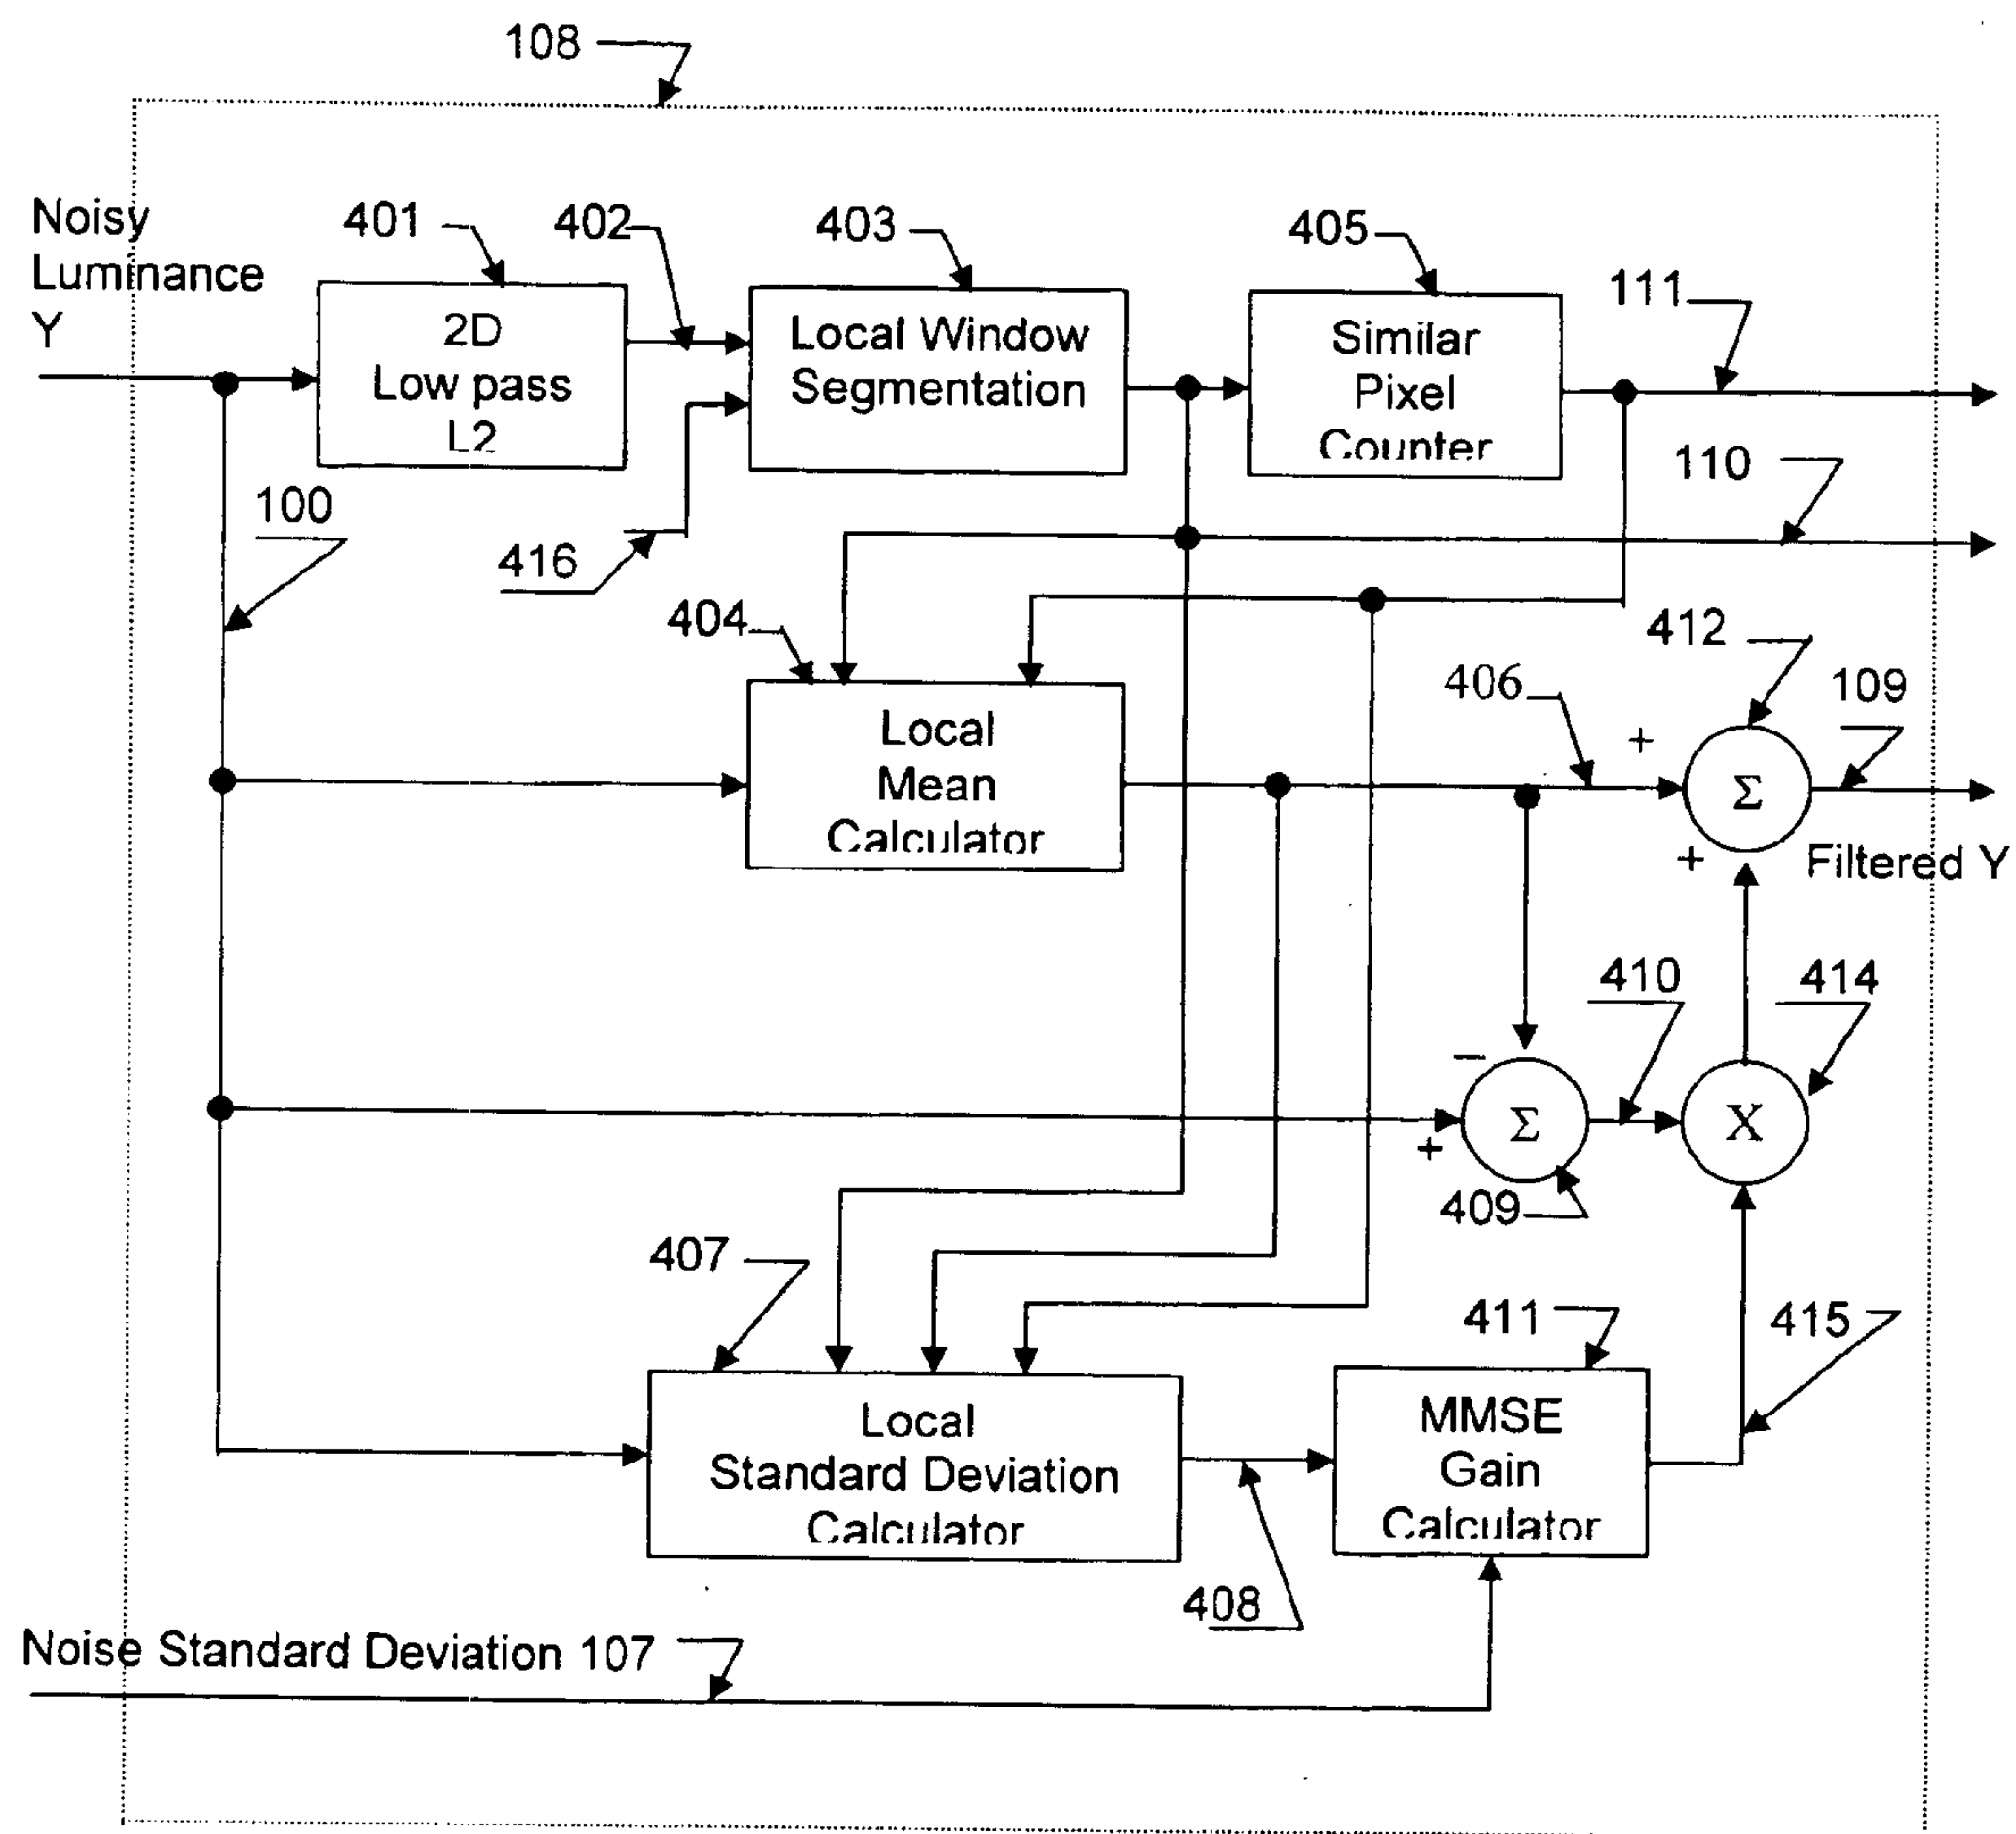 108
Noisy
Luminance
Y
401
402
403
405
111
2D
Low pass
L2
Local Window
Segmentation
Similar
Pixel
Counter
110
100
416
404
412
406
109
Local
Mean
Calculator
+
Σ
+
Filtered Y
410
414
−
Σ
X
+
409
407
411
415
Local
Standard Deviation
Calculator
MMSE
Gain
Calculator
408
Noise Standard Deviation 107